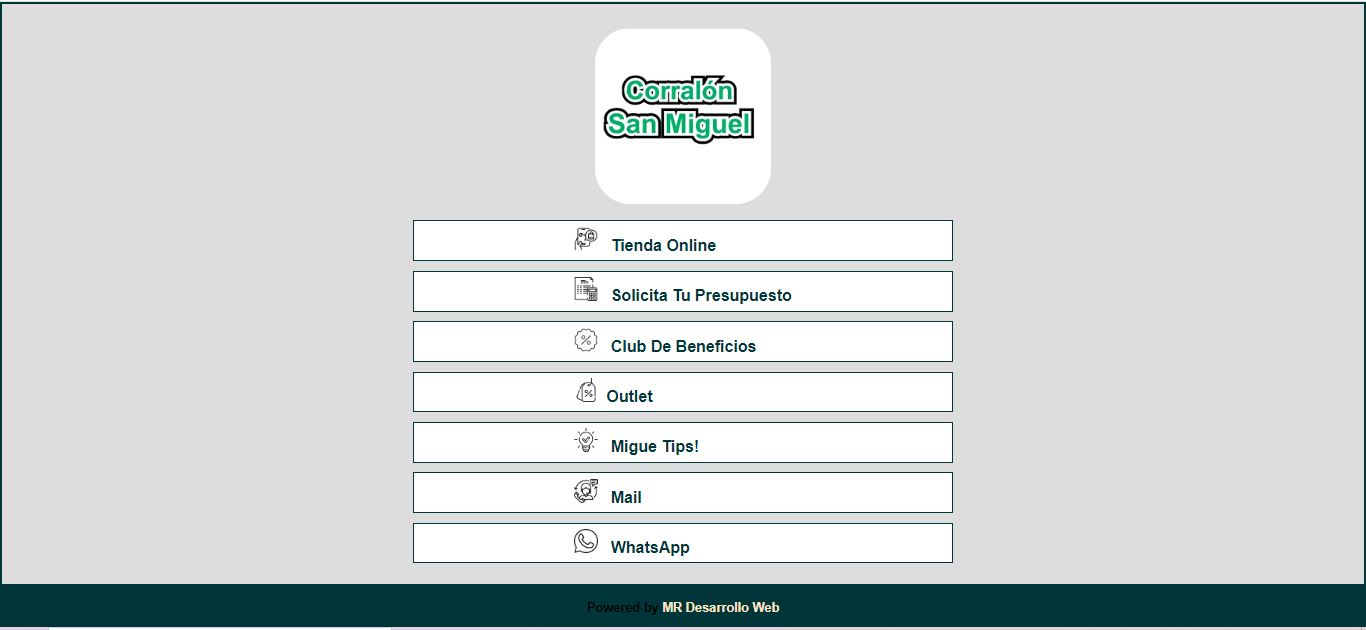 Corralón
San Miguel
Tienda Online
Solicita Tu Presupuesto
Club De Beneficios
Outlet
Migue Tips!
Mail
WhatsApp
Powered by MR Desarrollo Web